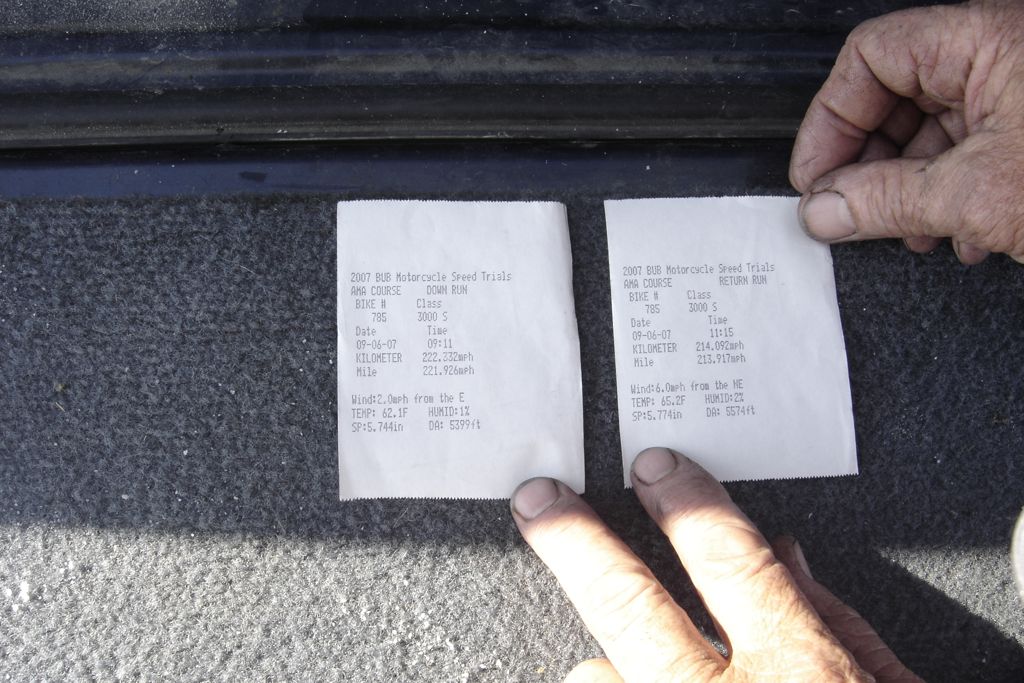 2007 BUB Motorcycle Speed Trials
AMA COURSE DOWN RUN
BIKE # Class
785 3000 S
Date Time
09-06-07 09:11
KILOMETER 222.332mph
Mile 221.926mph
Wind:2.0mph from the E
TEMP: 62.1F HUMID:1%
SP:5.744in DA: 5399ft
2007 BUB Motorcycle Speed Trials
AMA COURSE RETURN RUN
BIKE # Class
785 3000 S
Date Time
09-06-07 11:15
KILOMETER 214.092mph
Mile 213.917mph
Wind:6.0mph from the NE
TEMP: 65.2F HUMID:2%
SP:5.774in DA: 5574ft